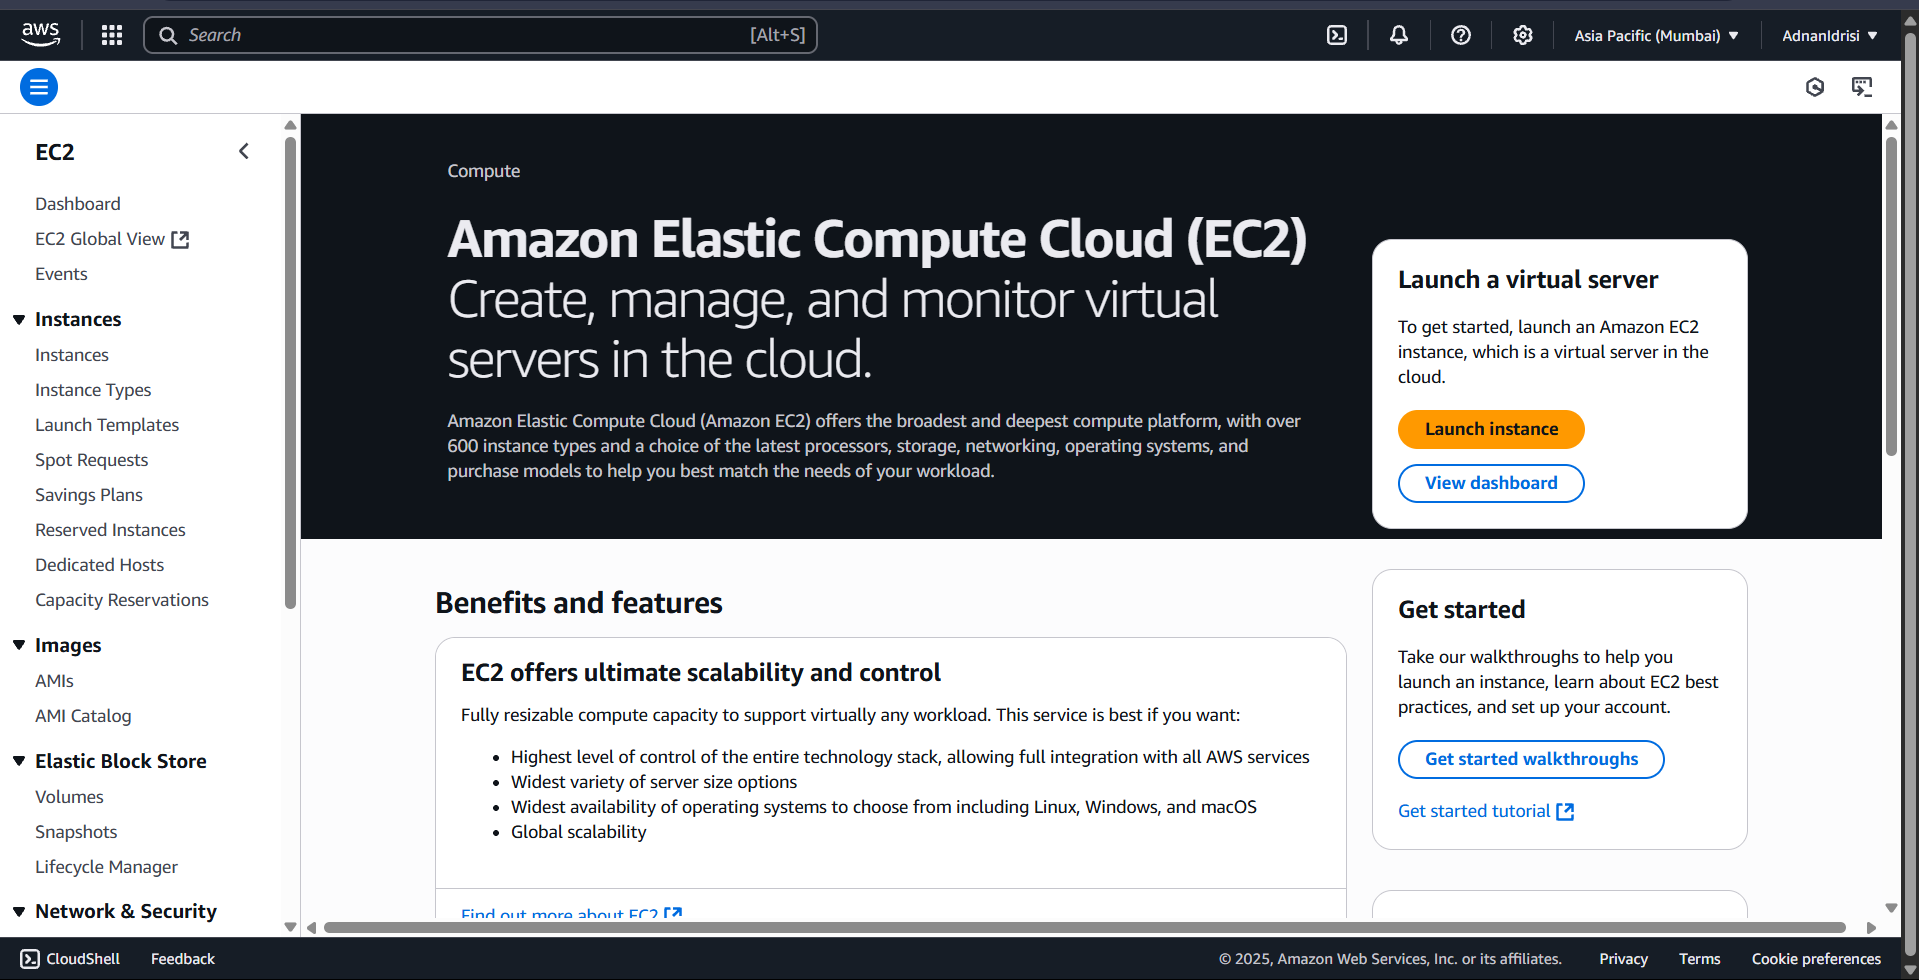 aws
Search
[Alt+S]
Asia Pacific (Mumbai)
AdnanIdrisi
EC2
Dashboard
EC2 Global View
Events
Instances
Instances
Instance Types
Launch Templates
Spot Requests
Savings Plans
Reserved Instances
Dedicated Hosts
Capacity Reservations
Images
AMIs
AMI Catalog
Elastic Block Store
Volumes
Snapshots
Lifecycle Manager
Network & Security
Compute
Amazon Elastic Compute Cloud (EC2)
Create, manage, and monitor virtual
servers in the cloud.
Amazon Elastic Compute Cloud (Amazon EC2) offers the broadest and deepest compute platform, with over
600 instance types and a choice of the latest processors, storage, networking, operating systems, and
purchase models to help you best match the needs of your workload.
Launch a virtual server
To get started, launch an Amazon EC2
instance, which is a virtual server in the
cloud.
Launch instance
View dashboard
Benefits and features
EC2 offers ultimate scalability and control
Fully resizable compute capacity to support virtually any workload. This service is best if you want:
• Highest level of control of the entire technology stack, allowing full integration with all AWS services
• Widest variety of server size options
• Widest availability of operating systems to choose from including Linux, Windows, and macOS
• Global scalability
Find out more about EC2
Get started
Take our walkthroughs to help you
launch an instance, learn about EC2 best
practices, and set up your account.
Get started walkthroughs
Get started tutorial
CloudShell
Feedback
© 2025, Amazon Web Services, Inc. or its affiliates.
Privacy
Terms
Cookie preferences